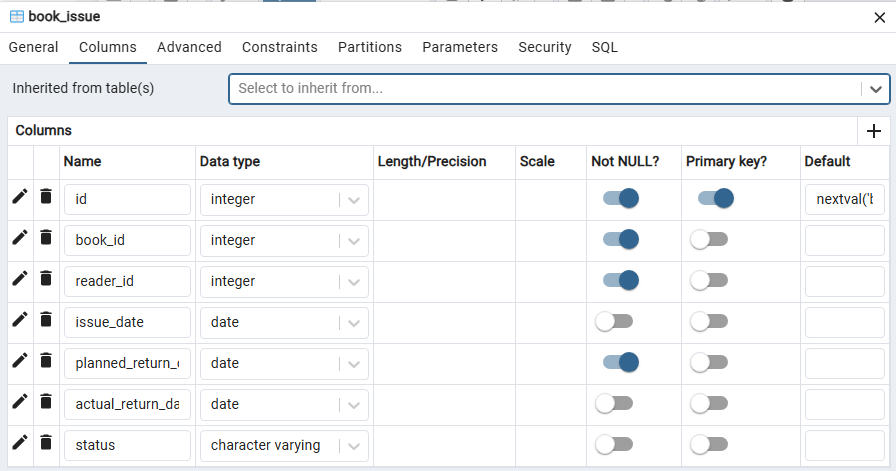 book_issue
General Columns Advanced Constraints Partitions Parameters Security SQL
Inherited from table(s) Select to inherit from...
Columns
Name Data type Length/Precision Scale Not NULL? Primary key? Default
id integer nextval('b
book_id integer
reader_id integer
issue_date date
planned_return_d date
actual_return_da date
status character varying